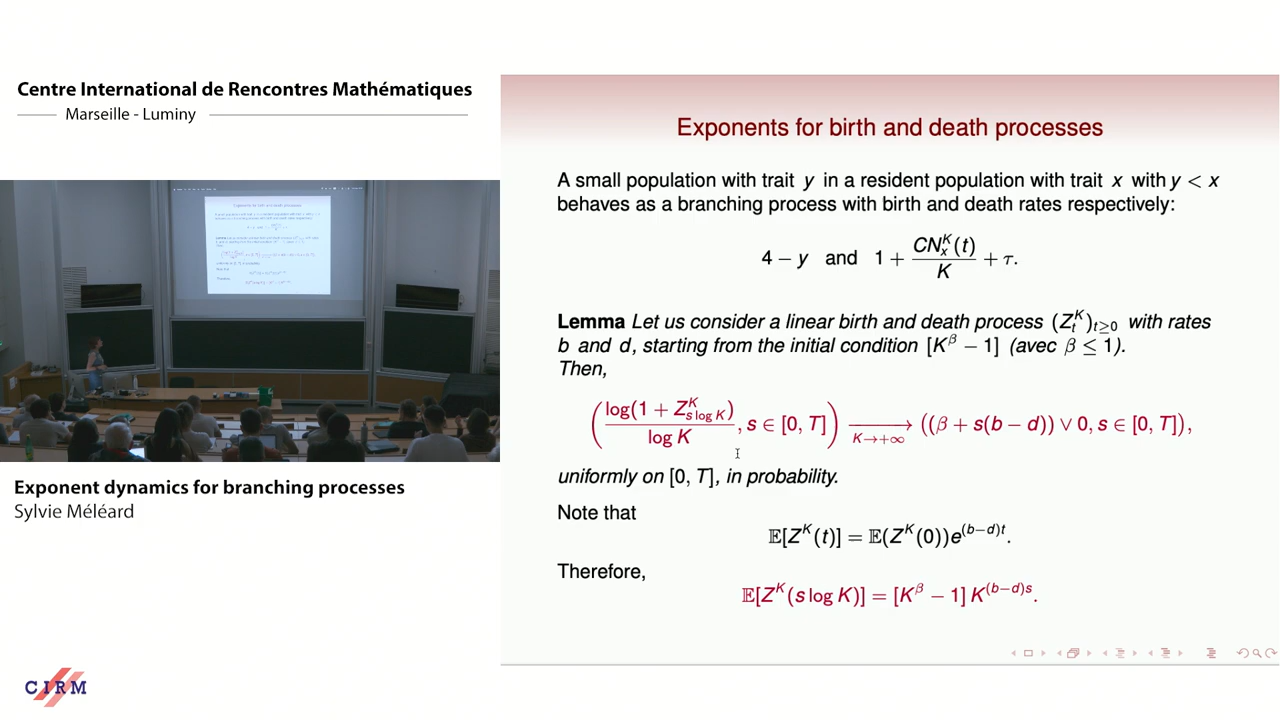 Centre International de Rencontres Mathématiques
Marseille - Luminy
Exponent dynamics for branching processes
Sylvie Méléard
CIRM
Exponents for birth and death processes
A small population with trait y in a resident population with trait x with y < x
behaves as a branching process with birth and death rates respectively:
4 − y and 1 + CN_x^K(t)/K + τ.
Lemma Let us consider a linear birth and death process (Z_t^K)_{t≥0} with rates
b and d, starting from the initial condition [K^β − 1] (avec β ≤ 1).
Then,
(log(1 + Z^K_{s log K})/log K, s ∈ [0, T]) ⟶_{K→+∞} ((β + s(b − d)) ∨ 0, s ∈ [0, T]),
uniformly on [0, T], in probability.
Note that
𝔼[Z^K(t)] = 𝔼(Z^K(0))e^{(b−d)t}.
Therefore,
𝔼[Z^K(s log K)] = [K^β − 1] K^{(b−d)s}.